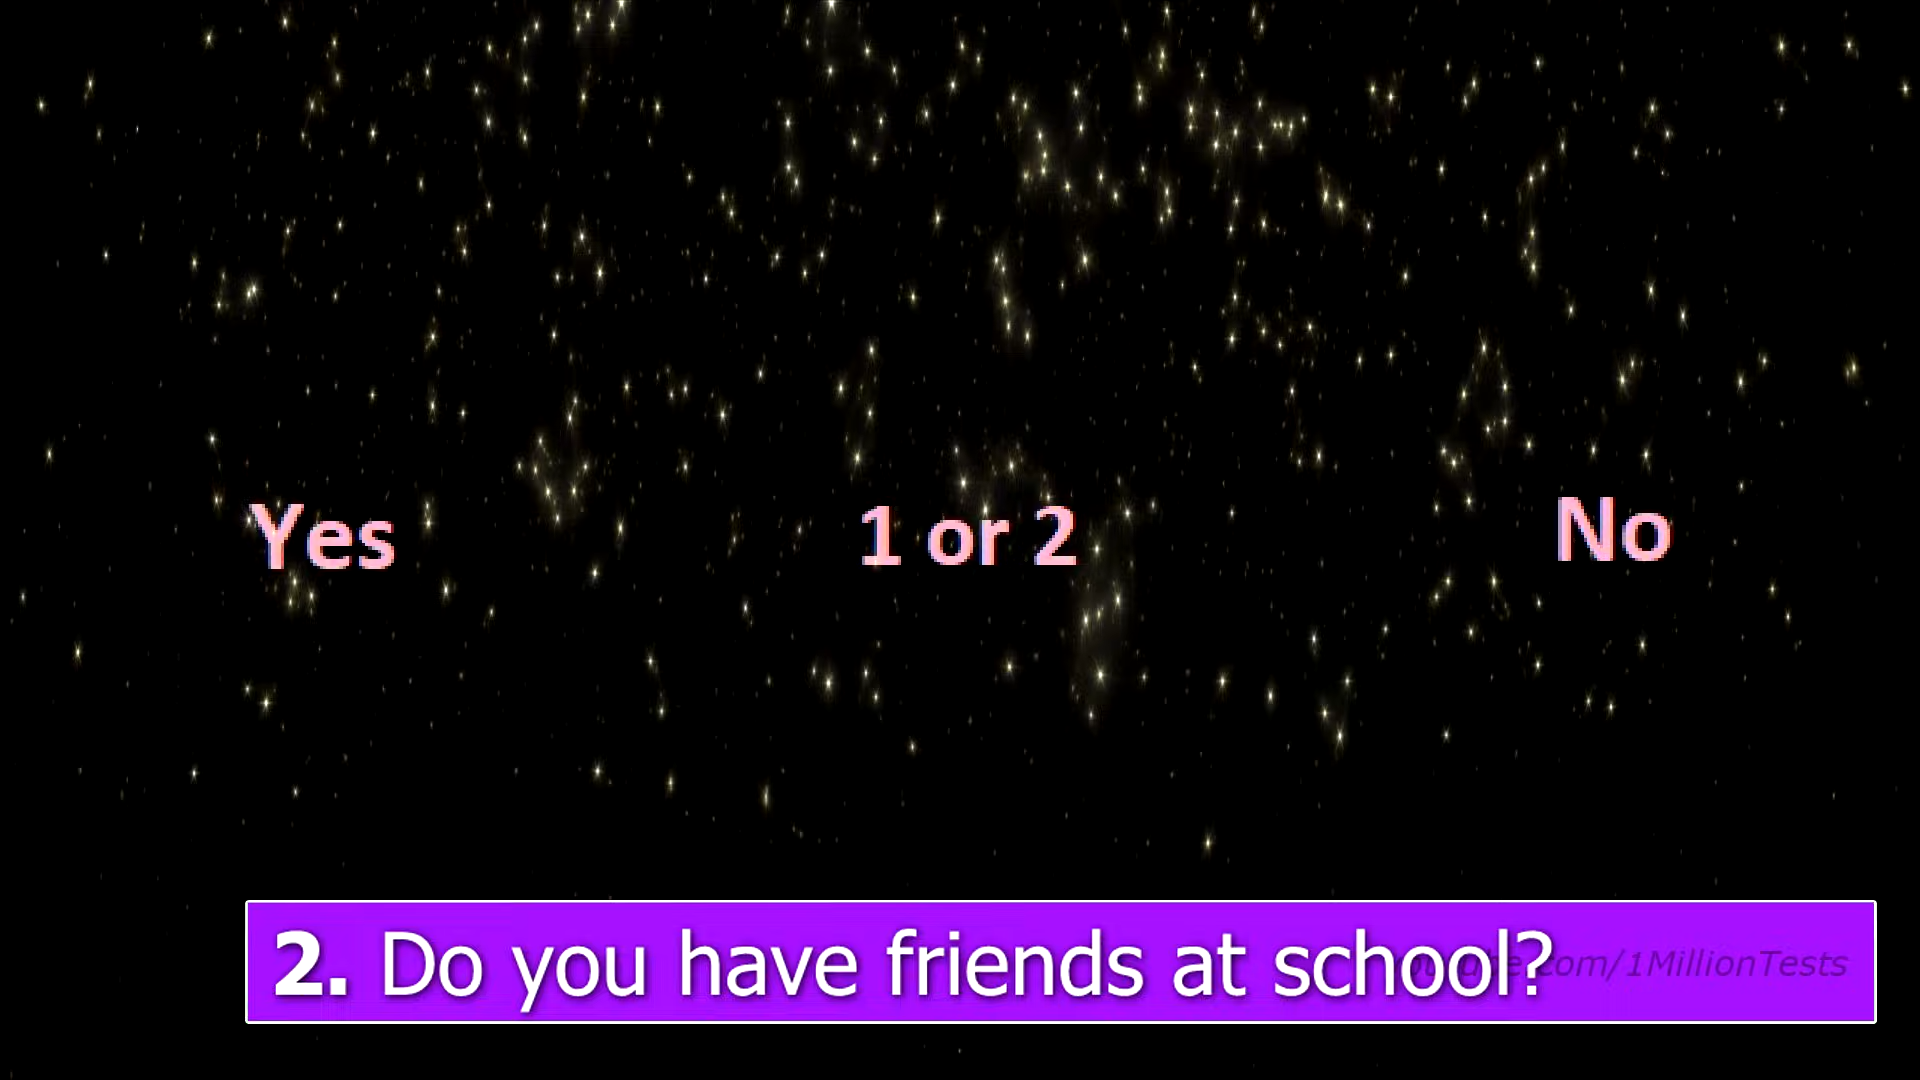 Yes
1 or 2
No
2. Do you have friends at school?
com/1MillionTests